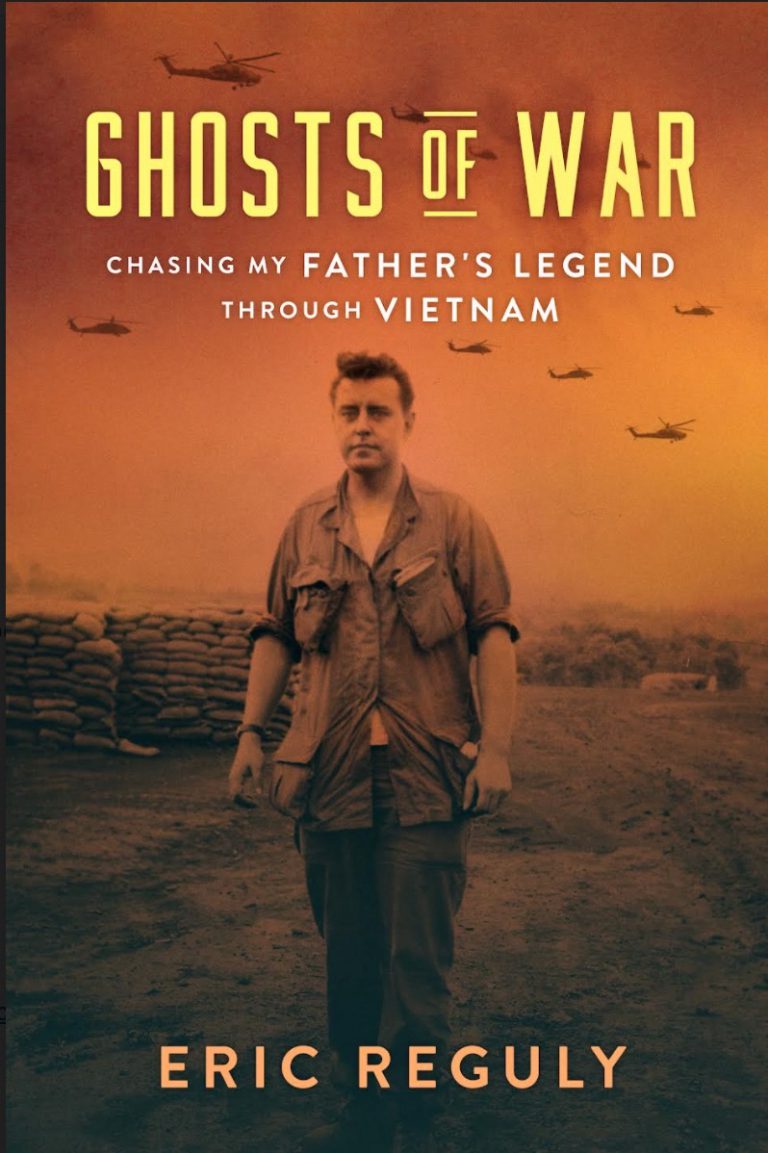 GHOSTS OF WAR
CHASING MY FATHER'S LEGEND
THROUGH VIETNAM
ERIC REGULY